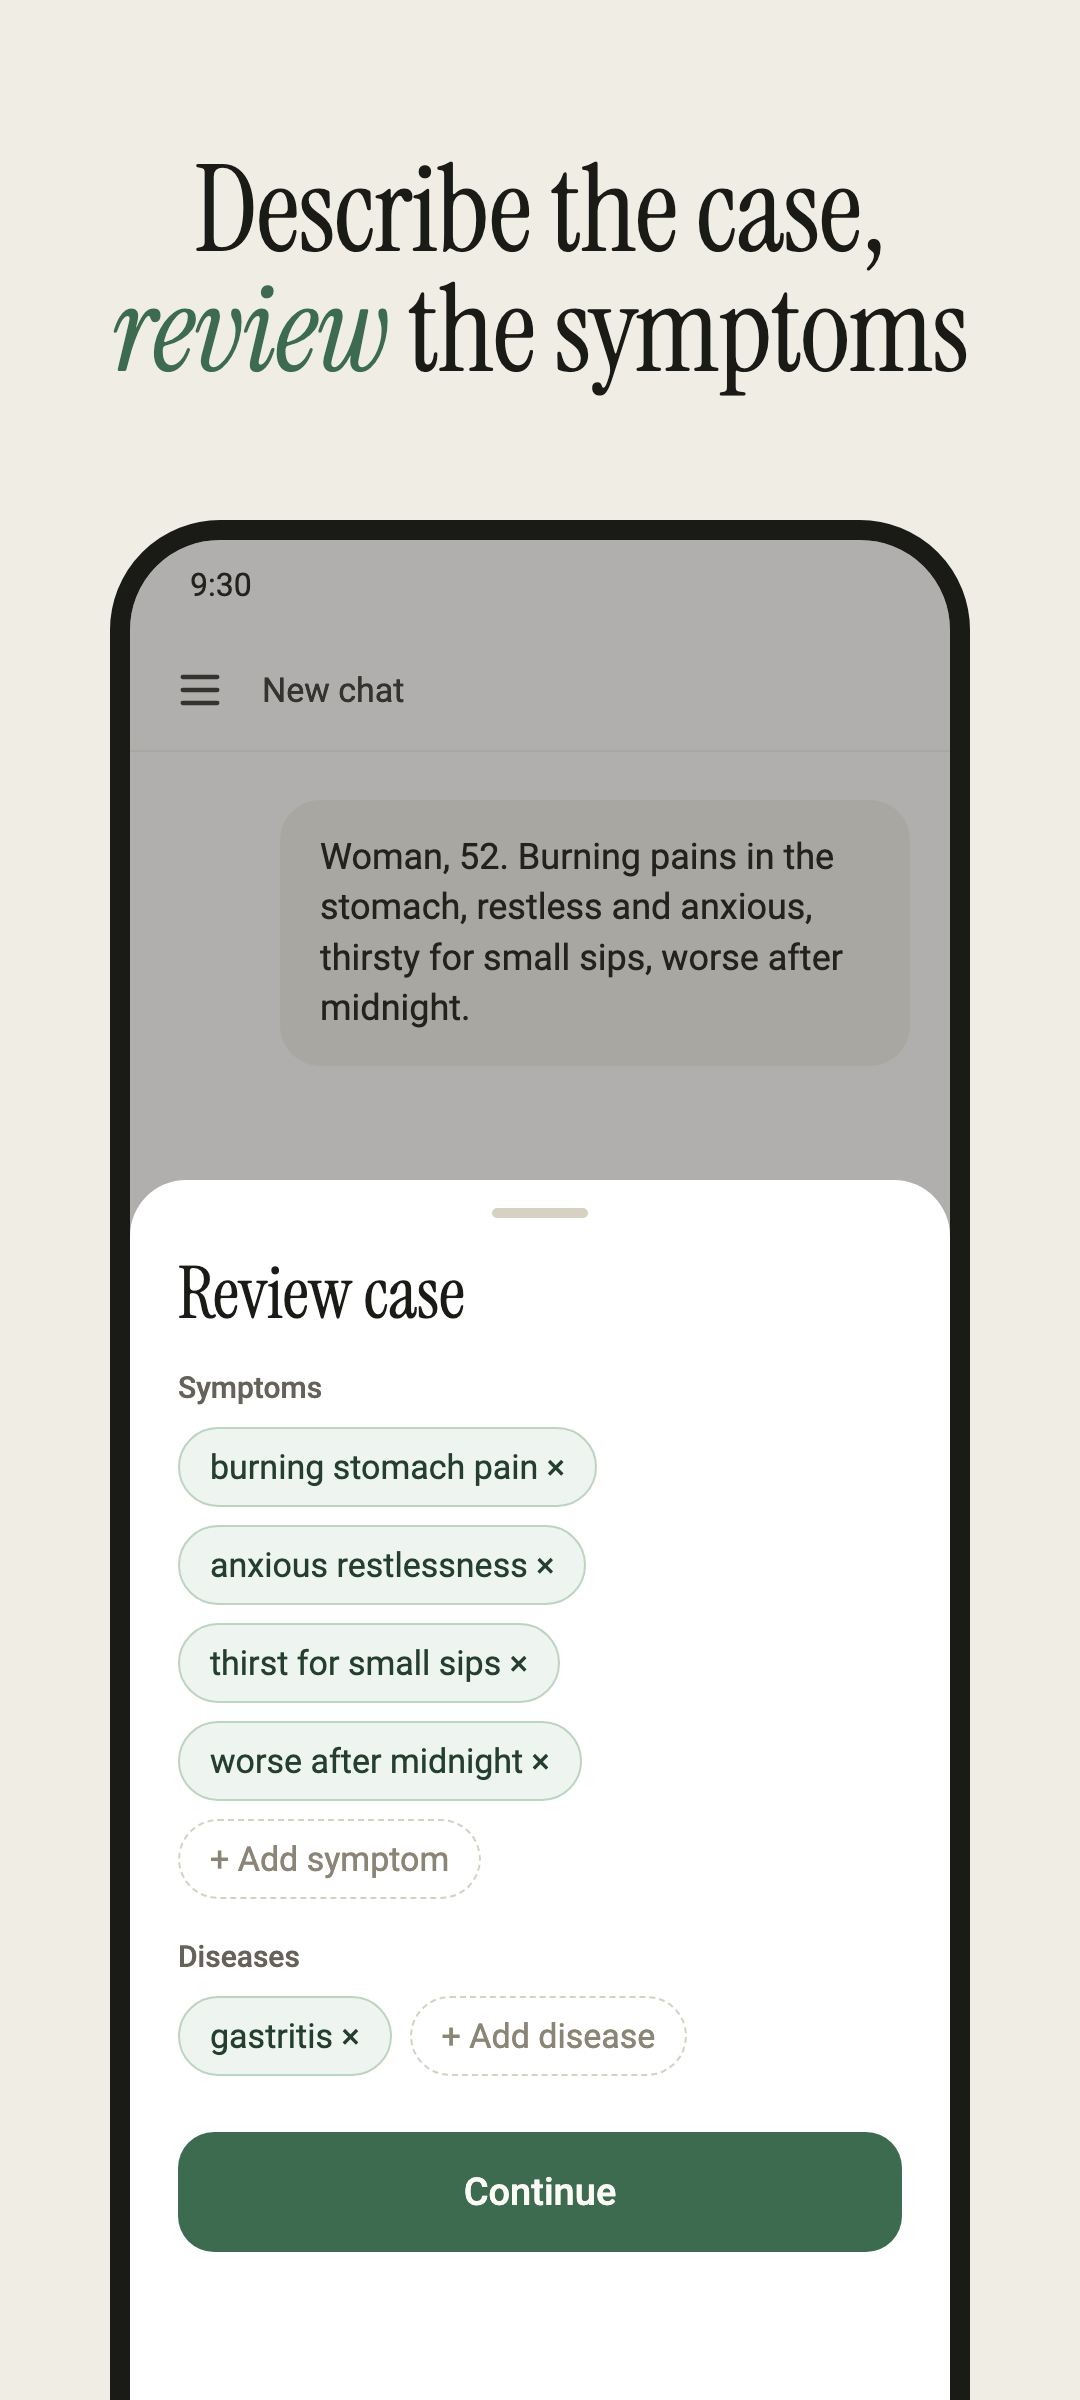 Describe the case,
review the symptoms
9:30
New chat
Woman, 52. Burning pains in the
stomach, restless and anxious,
thirsty for small sips, worse after
midnight.
Review case
Symptoms
burning stomach pain ×
anxious restlessness ×
thirst for small sips ×
worse after midnight ×
+ Add symptom
Diseases
gastritis × + Add disease
Continue